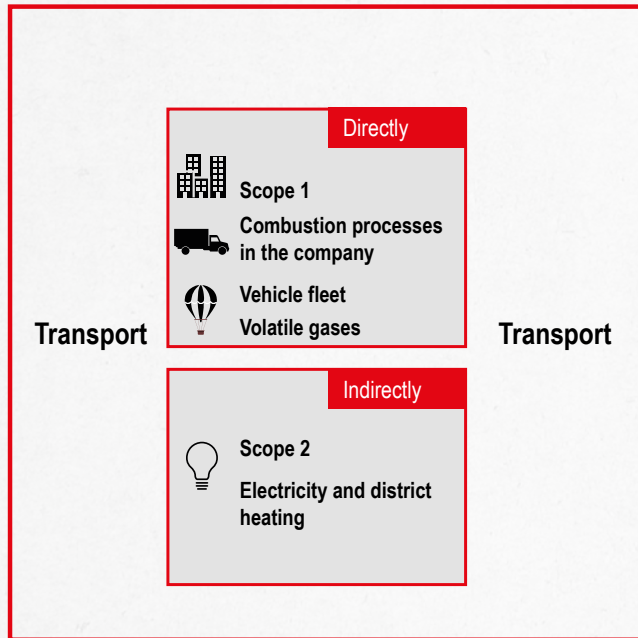 Directly
Scope 1
Combustion processes
in the company
Vehicle fleet
Volatile gases
Transport
Transport
Indirectly
Scope 2
Electricity and district
heating